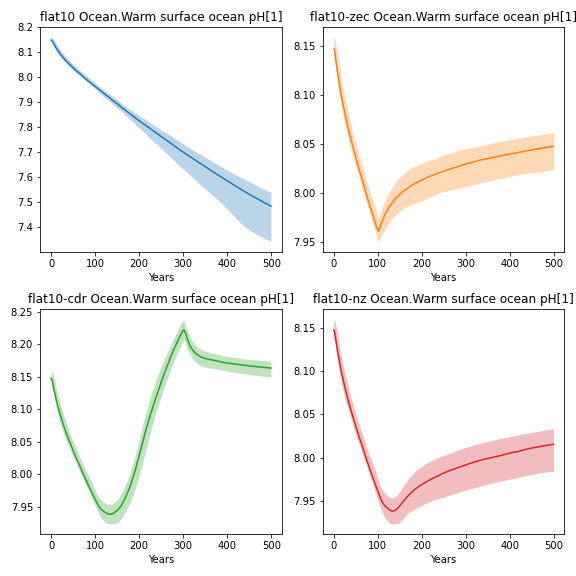 flat10 Ocean.Warm surface ocean pH[1]
8.2
8.1
8.0
7.9
7.8
7.7
7.6
7.5
7.4
0 100 200 300 400 500
Years
flat10-zec Ocean.Warm surface ocean pH[1]
8.15
8.10
8.05
8.00
7.95
0 100 200 300 400 500
Years
flat10-cdr Ocean.Warm surface ocean pH[1]
8.25
8.20
8.15
8.10
8.05
8.00
7.95
0 100 200 300 400 500
Years
flat10-nz Ocean.Warm surface ocean pH[1]
8.15
8.10
8.05
8.00
7.95
0 100 200 300 400 500
Years